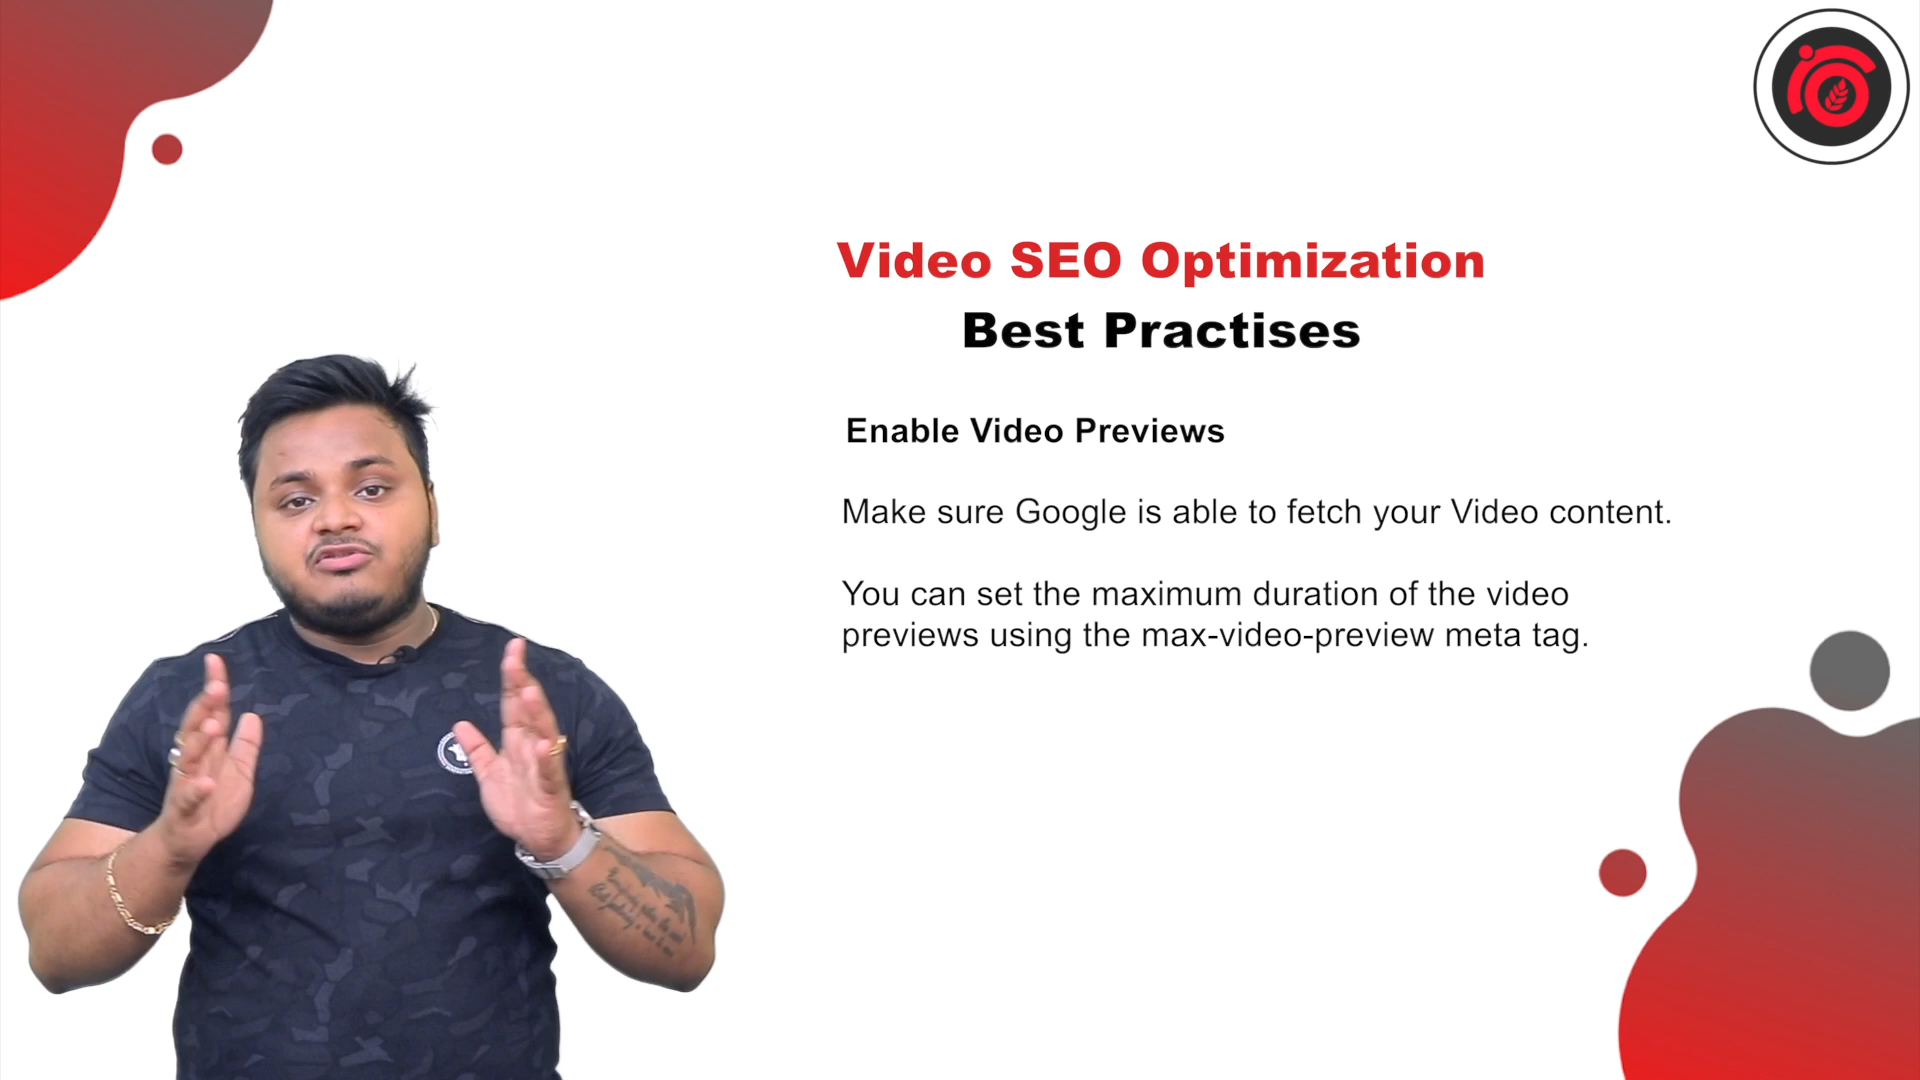 Video SEO Optimization
Best Practises
Enable Video Previews
Make sure Google is able to fetch your Video content.
You can set the maximum duration of the video
previews using the max-video-preview meta tag.